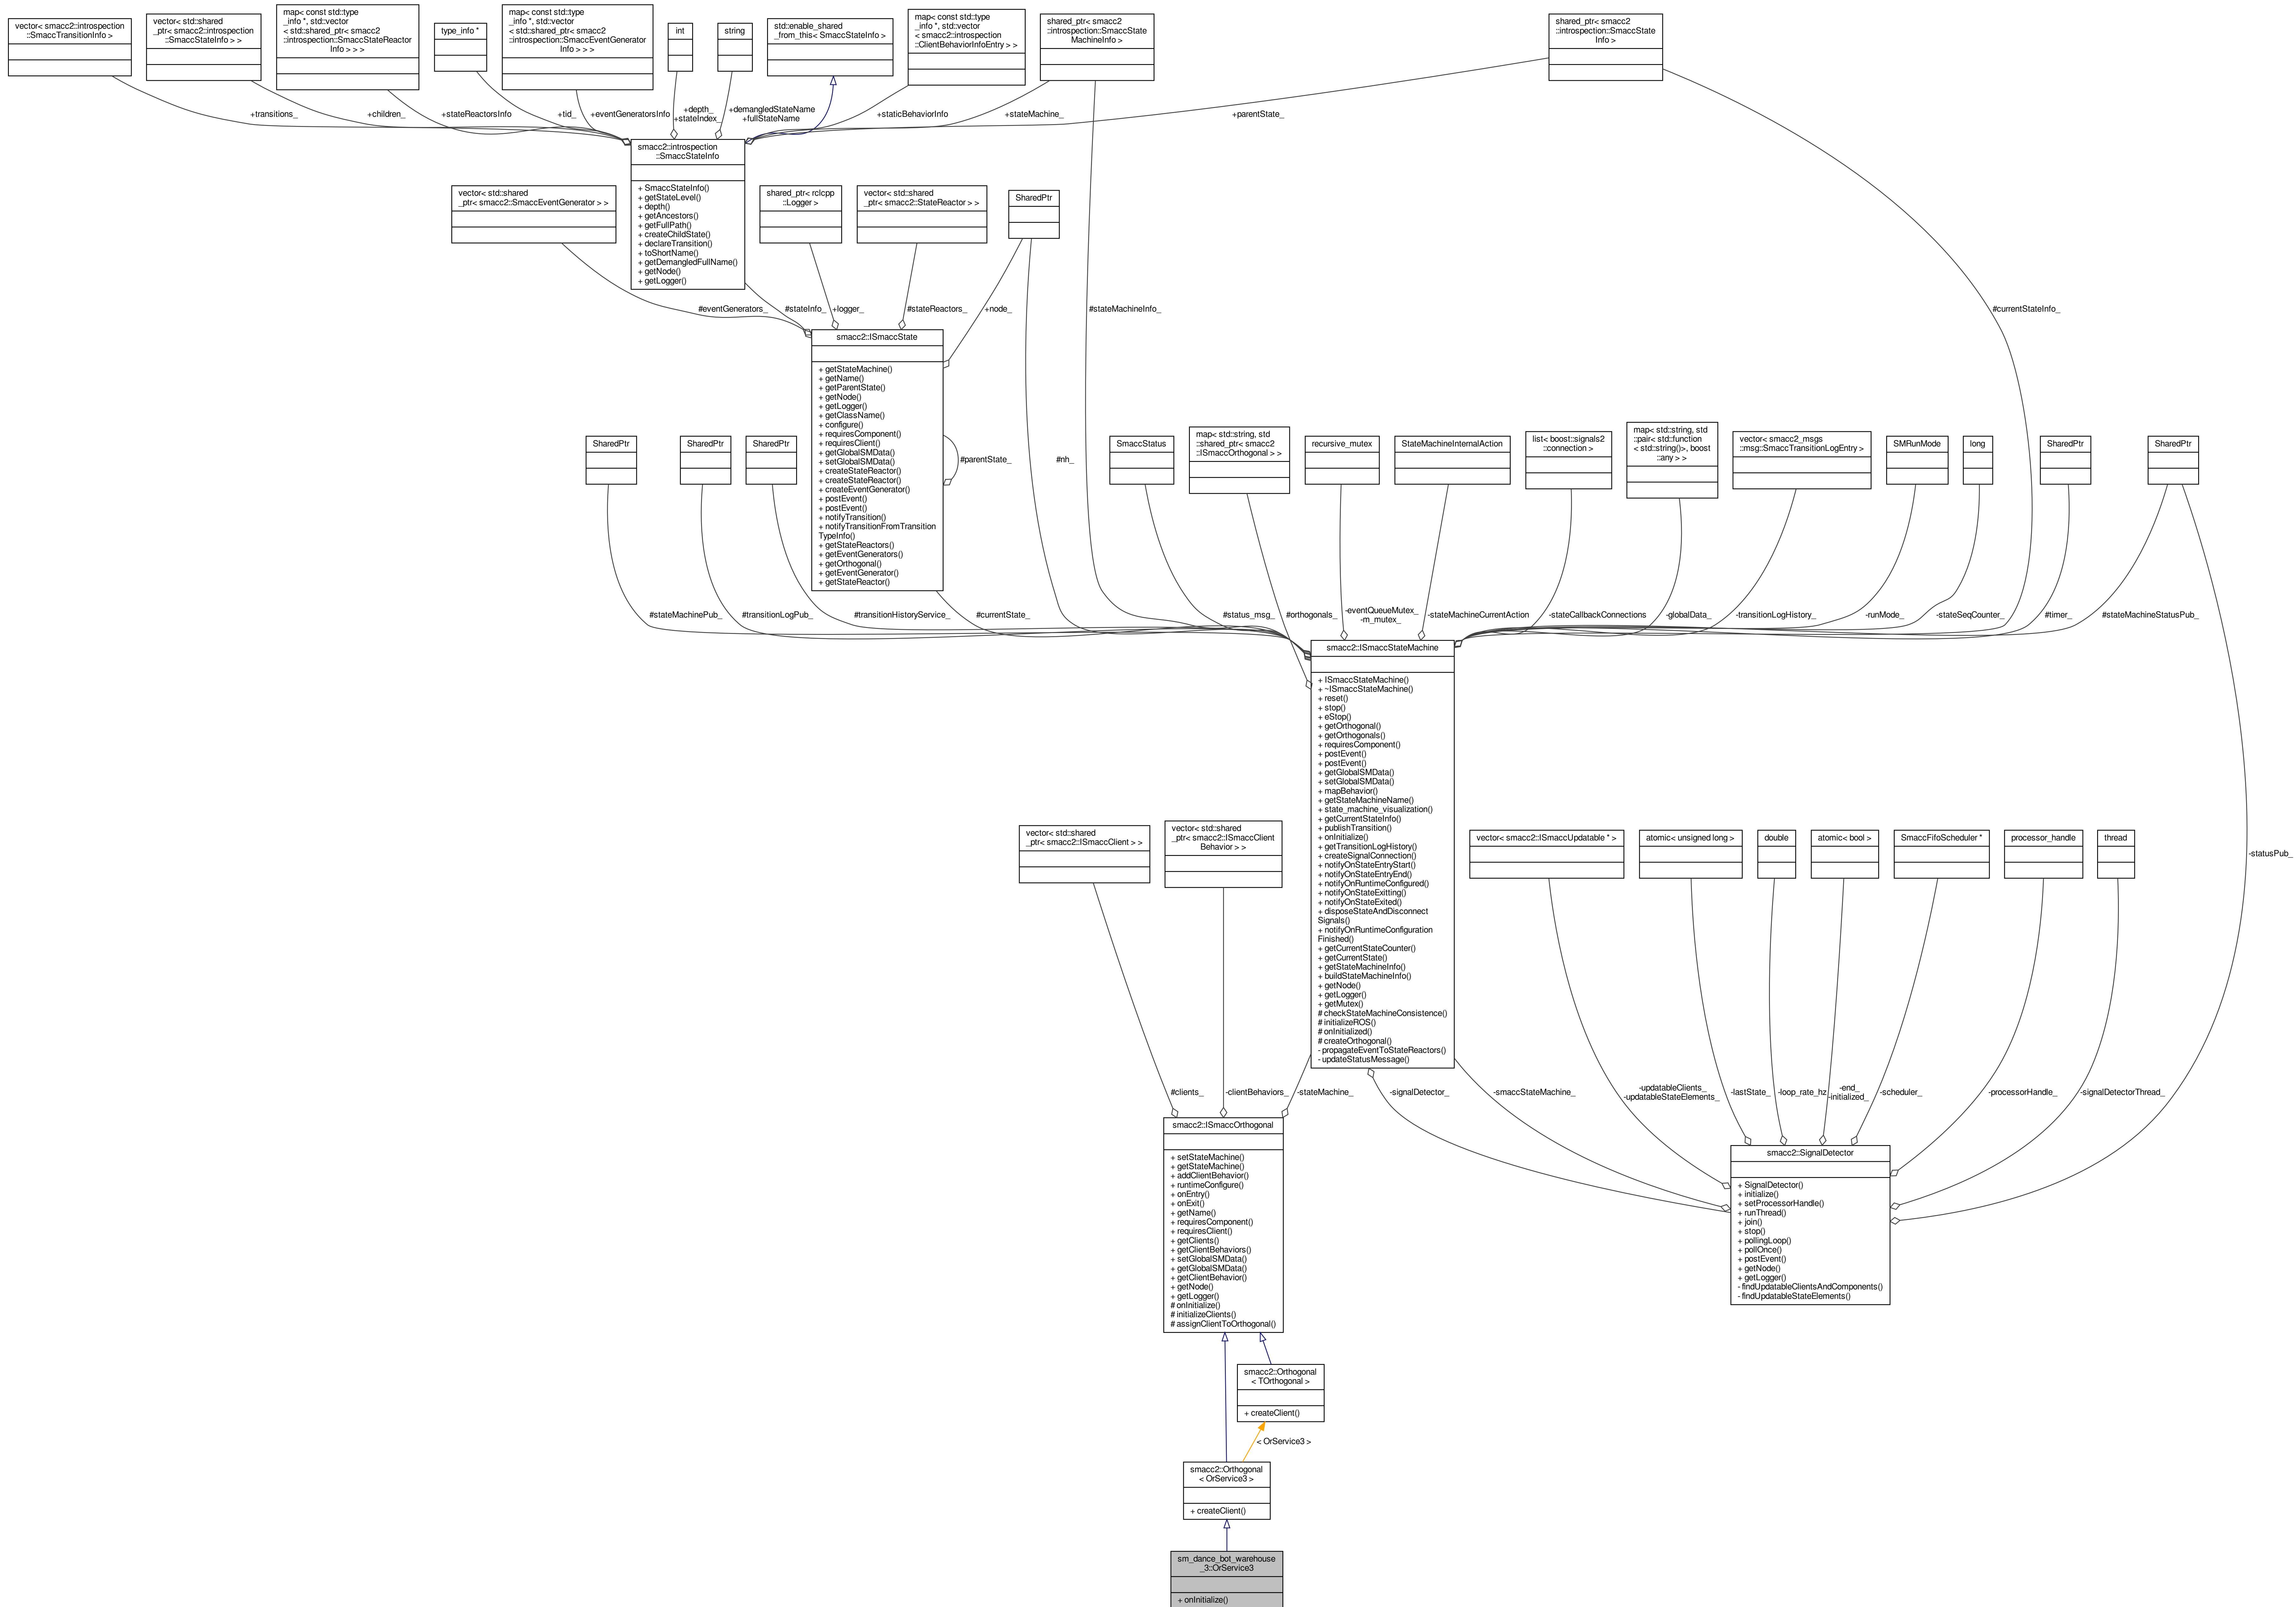 vector< smacc2::introspection
::SmaccTransitionInfo >
vector< std::shared
_ptr< smacc2::introspection
::SmaccStateInfo > >
map< const std::type
_info *, std::vector
< std::shared_ptr< smacc2
::introspection::SmaccStateReactor
Info > > >
type_info *
map< const std::type
_info *, std::vector
< std::shared_ptr< smacc2
::introspection::SmaccEventGenerator
Info > > >
int
string
std::enable_shared
_from_this< SmaccStateInfo >
map< const std::type
_info *, std::vector
< smacc2::introspection
::ClientBehaviorInfoEntry > >
shared_ptr< smacc2
::introspection::SmaccState
MachineInfo >
shared_ptr< smacc2
::introspection::SmaccState
Info >
+transitions_
+children_
+stateReactorsInfo
+tid_
+eventGeneratorsInfo
+depth_
+stateIndex_
+demangledStateName
+fullStateName
+staticBehaviorInfo
+stateMachine_
+parentState_
smacc2::introspection
::SmaccStateInfo
+ SmaccStateInfo()
+ getStateLevel()
+ depth()
+ getAncestors()
+ getFullPath()
+ createChildState()
+ declareTransition()
+ toShortName()
+ getDemangledFullName()
+ getNode()
+ getLogger()
vector< std::shared
_ptr< smacc2::SmaccEventGenerator > >
shared_ptr< rclcpp
::Logger >
vector< std::shared
_ptr< smacc2::StateReactor > >
SharedPtr
#eventGenerators_
#stateInfo_
+logger_
#stateReactors_
+node_
#stateMachineInfo_
#currentStateInfo_
smacc2::ISmaccState
+ getStateMachine()
+ getName()
+ getParentState()
+ getNode()
+ getLogger()
+ getClassName()
+ configure()
+ requiresComponent()
+ requiresClient()
+ getGlobalSMData()
+ setGlobalSMData()
+ createStateReactor()
+ createStateReactor()
+ createEventGenerator()
+ postEvent()
+ postEvent()
+ notifyTransition()
+ notifyTransitionFromTransition
TypeInfo()
+ getStateReactors()
+ getEventGenerators()
+ getOrthogonal()
+ getEventGenerator()
+ getStateReactor()
#parentState_
#nh_
SharedPtr
SharedPtr
SharedPtr
SmaccStatus
map< std::string, std
::shared_ptr< smacc2
::ISmaccOrthogonal > >
recursive_mutex
StateMachineInternalAction
list< boost::signals2
::connection >
map< std::string, std
::pair< std::function
< std::string()>, boost
::any > >
vector< smacc2_msgs
::msg::SmaccTransitionLogEntry >
SMRunMode
long
SharedPtr
SharedPtr
#stateMachinePub_
#transitionLogPub_
#transitionHistoryService_
#currentState_
#status_msg_
#orthogonals_
-eventQueueMutex_
-m_mutex_
-stateMachineCurrentAction
-stateCallbackConnections
-globalData_
-transitionLogHistory_
-runMode_
-stateSeqCounter_
#timer_
#stateMachineStatusPub_
smacc2::ISmaccStateMachine
+ ISmaccStateMachine()
+ ~ISmaccStateMachine()
+ reset()
+ stop()
+ eStop()
+ getOrthogonal()
+ getOrthogonals()
+ requiresComponent()
+ postEvent()
+ postEvent()
+ getGlobalSMData()
+ setGlobalSMData()
+ mapBehavior()
+ getStateMachineName()
+ state_machine_visualization()
+ getCurrentStateInfo()
+ publishTransition()
+ onInitialize()
+ getTransitionLogHistory()
+ createSignalConnection()
+ notifyOnStateEntryStart()
+ notifyOnStateEntryEnd()
+ notifyOnRuntimeConfigured()
+ notifyOnStateExitting()
+ notifyOnStateExited()
+ disposeStateAndDisconnect
Signals()
+ notifyOnRuntimeConfiguration
Finished()
+ getCurrentStateCounter()
+ getCurrentState()
+ getStateMachineInfo()
+ buildStateMachineInfo()
+ getNode()
+ getLogger()
+ getMutex()
# checkStateMachineConsistence()
# initializeROS()
# onInitialized()
# createOrthogonal()
- propagateEventToStateReactors()
- updateStatusMessage()
vector< std::shared
_ptr< smacc2::ISmaccClient > >
vector< std::shared
_ptr< smacc2::ISmaccClient
Behavior > >
vector< smacc2::ISmaccUpdatable * >
atomic< unsigned long >
double
atomic< bool >
SmaccFifoScheduler *
processor_handle
thread
-statusPub_
#clients_
-clientBehaviors_
-stateMachine_
-signalDetector_
-smaccStateMachine_
-updatableClients_
-updatableStateElements_
-lastState_
-loop_rate_hz
-end_
-initialized_
-scheduler_
-processorHandle_
-signalDetectorThread_
smacc2::ISmaccOrthogonal
+ setStateMachine()
+ getStateMachine()
+ addClientBehavior()
+ runtimeConfigure()
+ onEntry()
+ onExit()
+ getName()
+ requiresComponent()
+ requiresClient()
+ getClients()
+ getClientBehaviors()
+ setGlobalSMData()
+ getGlobalSMData()
+ getClientBehavior()
+ getNode()
+ getLogger()
# onInitialize()
# initializeClients()
# assignClientToOrthogonal()
smacc2::SignalDetector
+ SignalDetector()
+ initialize()
+ setProcessorHandle()
+ runThread()
+ join()
+ stop()
+ pollingLoop()
+ pollOnce()
+ postEvent()
+ getNode()
+ getLogger()
- findUpdatableClientsAndComponents()
- findUpdatableStateElements()
smacc2::Orthogonal
< TOrthogonal >
+ createClient()
< OrService3 >
smacc2::Orthogonal
< OrService3 >
+ createClient()
sm_dance_bot_warehouse
_3::OrService3
+ onInitialize()